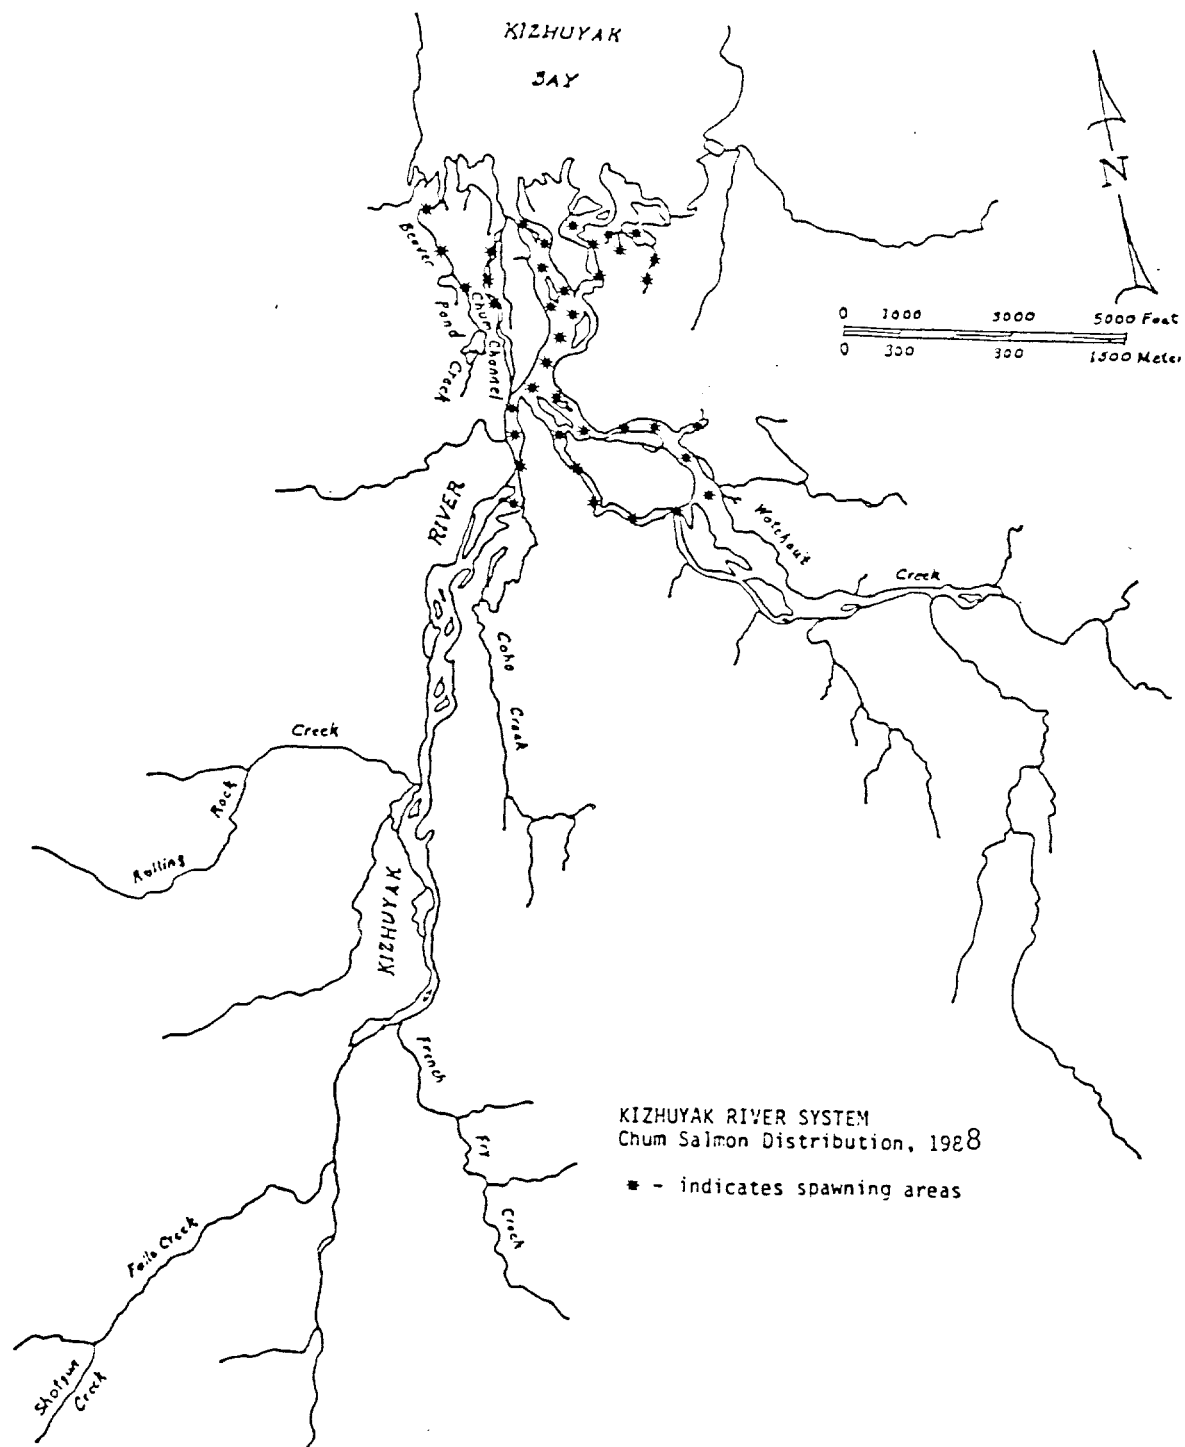 KIZHUYAK
BAY
N
Beaver
Pond
Creek
Chum Channel
0 1000 3000 5000 Feet
0 300 300 1500 Meter
RIVER
Watchout
Creek
Coho
Creek
Creek
Rock
Rolling
KIZHUYAK
French
Fry
Creek
KIZHUYAK RIVER SYSTEM
Chum Salmon Distribution, 1988
* - indicates spawning areas
Falls Creek
Shotgun
Creek